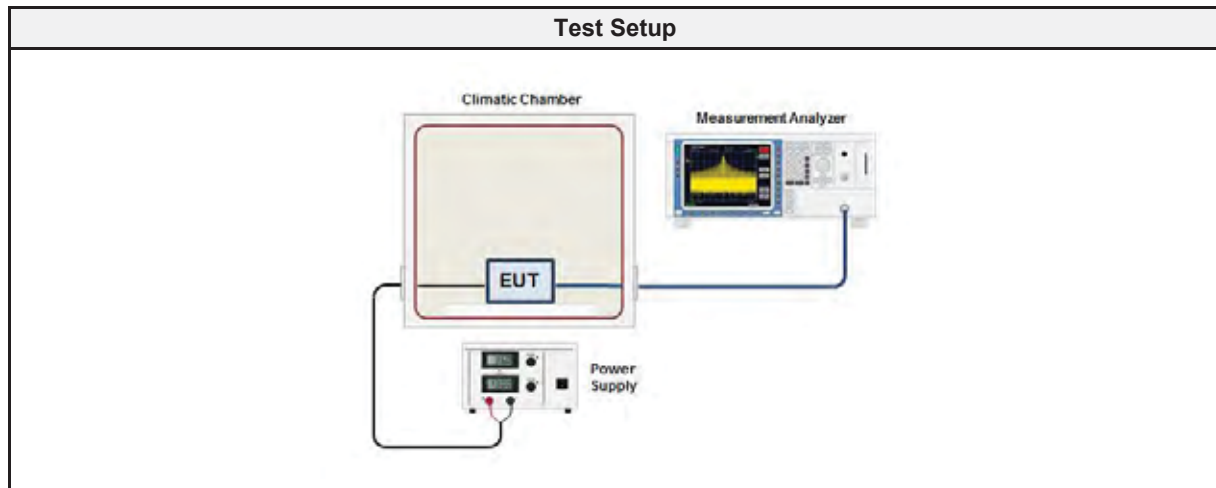 Test Setup
Climatic Chamber
Measurement Analyzer
EUT
Power
Supply